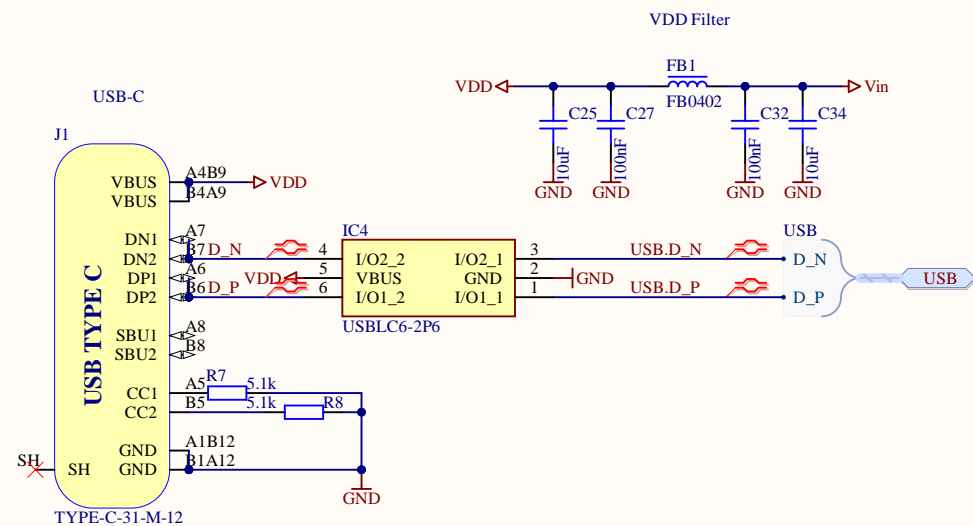 VDD Filter
FB1
VDD
Vin
FB0402
C25
C27
C32
C34
10uF
100nF
100nF
10uF
GND
GND
GND
GND
USB-C
J1
USB TYPE C
VBUS
A4B9
VDD
VBUS
B4A9
DN1
A7
DN2
B7
D_N
DP1
A6
DP2
B6
D_P
SBU1
A8
SBU2
B8
CC1
A5
R7
5.1k
CC2
B5
5.1k
R8
GND
A1B12
GND
B1A12
SH
SH
GND
TYPE-C-31-M-12
IC4
4
I/O2_2
I/O2_1
3
USB.D_N
VDD
5
VBUS
GND
2
GND
6
I/O1_2
I/O1_1
1
USB.D_P
USBLC6-2P6
USB
D_N
D_P
USB